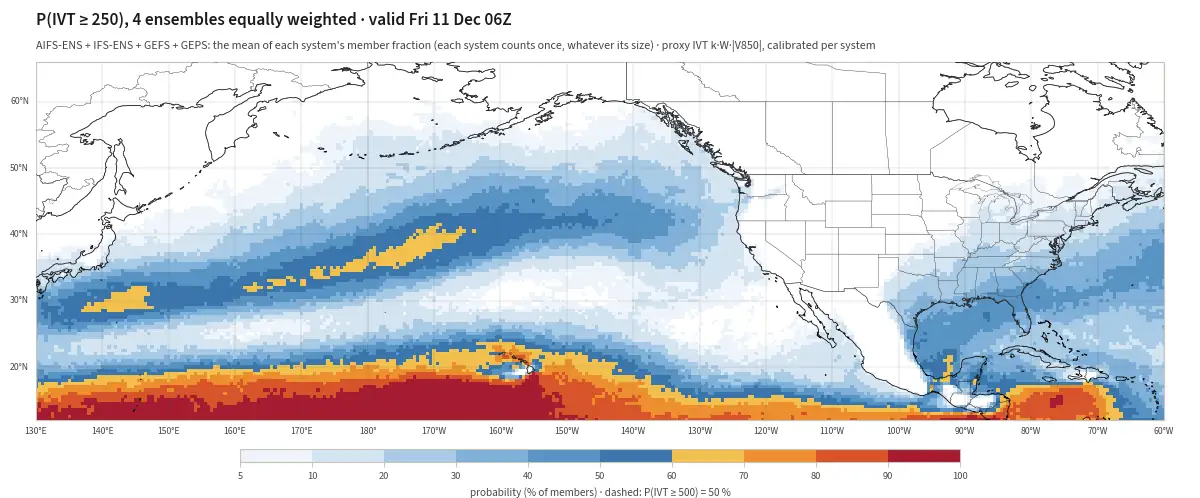 P(IVT ≥ 250), 4 ensembles equally weighted · valid Fri 11 Dec 06Z
AIFS-ENS + IFS-ENS + GEFS + GEPS: the mean of each system's member fraction (each system counts once, whatever its size) · proxy IVT k·W·|V850|, calibrated per system
60°N
50°N
40°N
30°N
20°N
130°E 140°E 150°E 160°E 170°E 180° 170°W 160°W 150°W 140°W 130°W 120°W 110°W 100°W 90°W 80°W 70°W 60°W
5 10 20 30 40 50 60 70 80 90 100
probability (% of members) · dashed: P(IVT ≥ 500) = 50 %